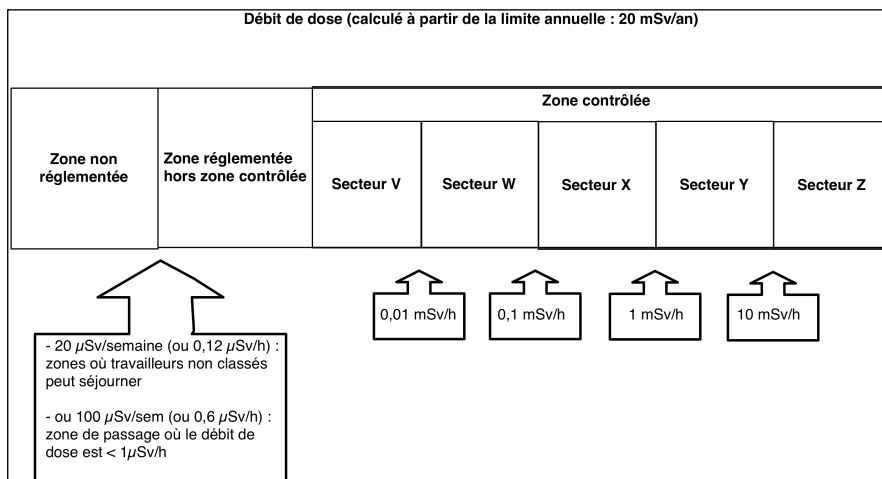 Débit de dose (calculé à partir de la limite annuelle : 20 mSv/an)
Zone contrôlée
Zone non
réglementée
Zone réglementée
hors zone contrôlée
Secteur V
Secteur W
Secteur X
Secteur Y
Secteur Z
0,01 mSv/h
0,1 mSv/h
1 mSv/h
10 mSv/h
- 20 µSv/semaine (ou 0,12 µSv/h) :
zones où travailleurs non classés
peut séjourner
- ou 100 µSv/sem (ou 0,6 µSv/h) :
zone de passage où le débit de
dose est < 1µSv/h